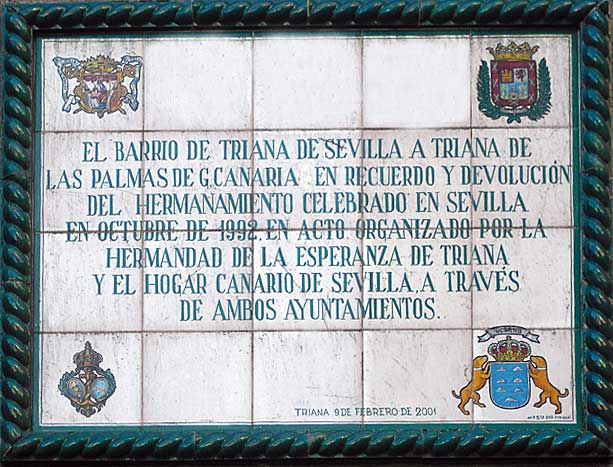 EL BARRIO DE TRIANA DE SEVILLA A TRIANA DE
LAS PALMAS DE G.CANARIA, EN RECUERDO Y DEVOLUCIÓN
DEL HERMANAMIENTO CELEBRADO EN SEVILLA
EN OCTUBRE DE 1992, EN ACTO ORGANIZADO POR LA
HERMANDAD DE LA ESPERANZA DE TRIANA
Y EL HOGAR CANARIO DE SEVILLA, A TRAVÉS
DE AMBOS AYUNTAMIENTOS.
TRIANA 9 DE FEBRERO DE 2001